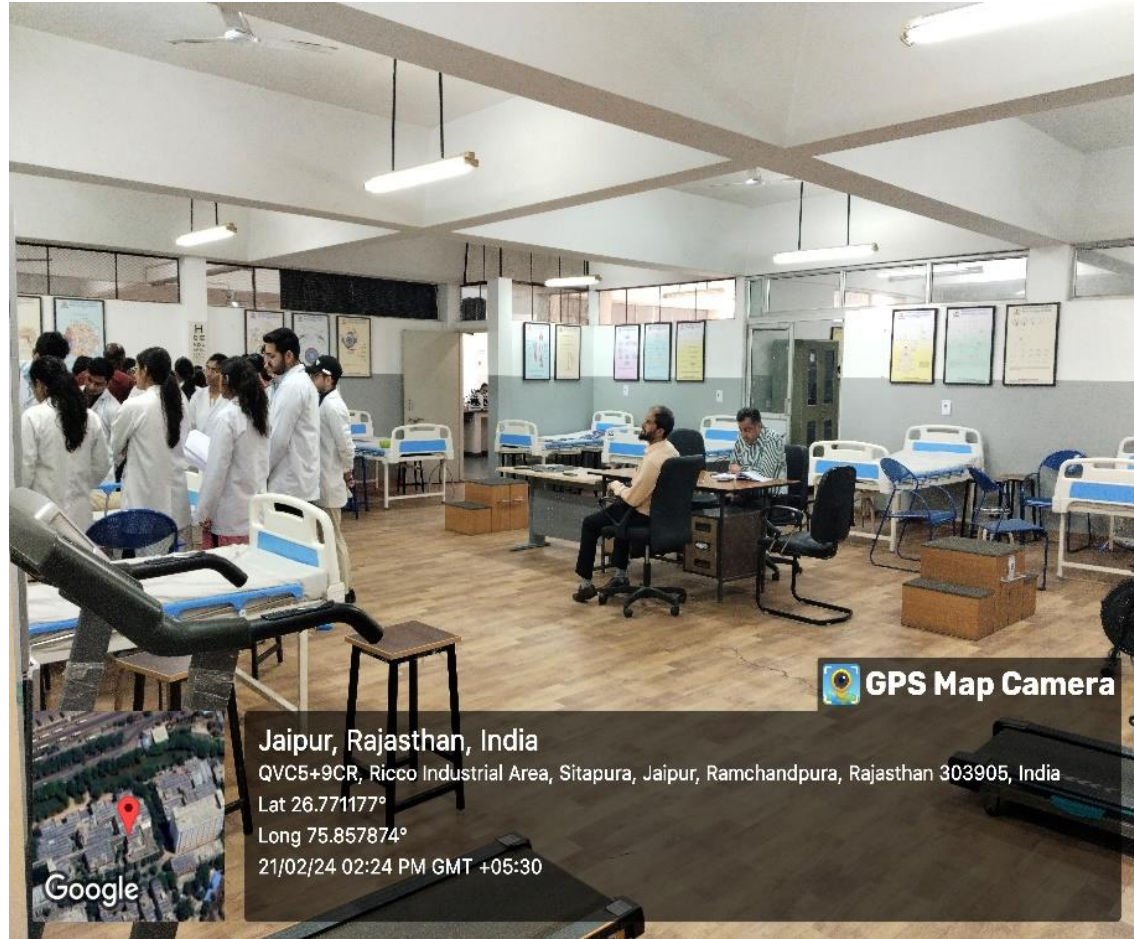 GPS Map Camera
Jaipur, Rajasthan, India
QVC5+9CR, Ricco Industrial Area, Sitapura, Jaipur, Ramchandpura, Rajasthan 303905, India
Lat 26.771177°
Long 75.857874°
21/02/24 02:24 PM GMT +05:30
Google